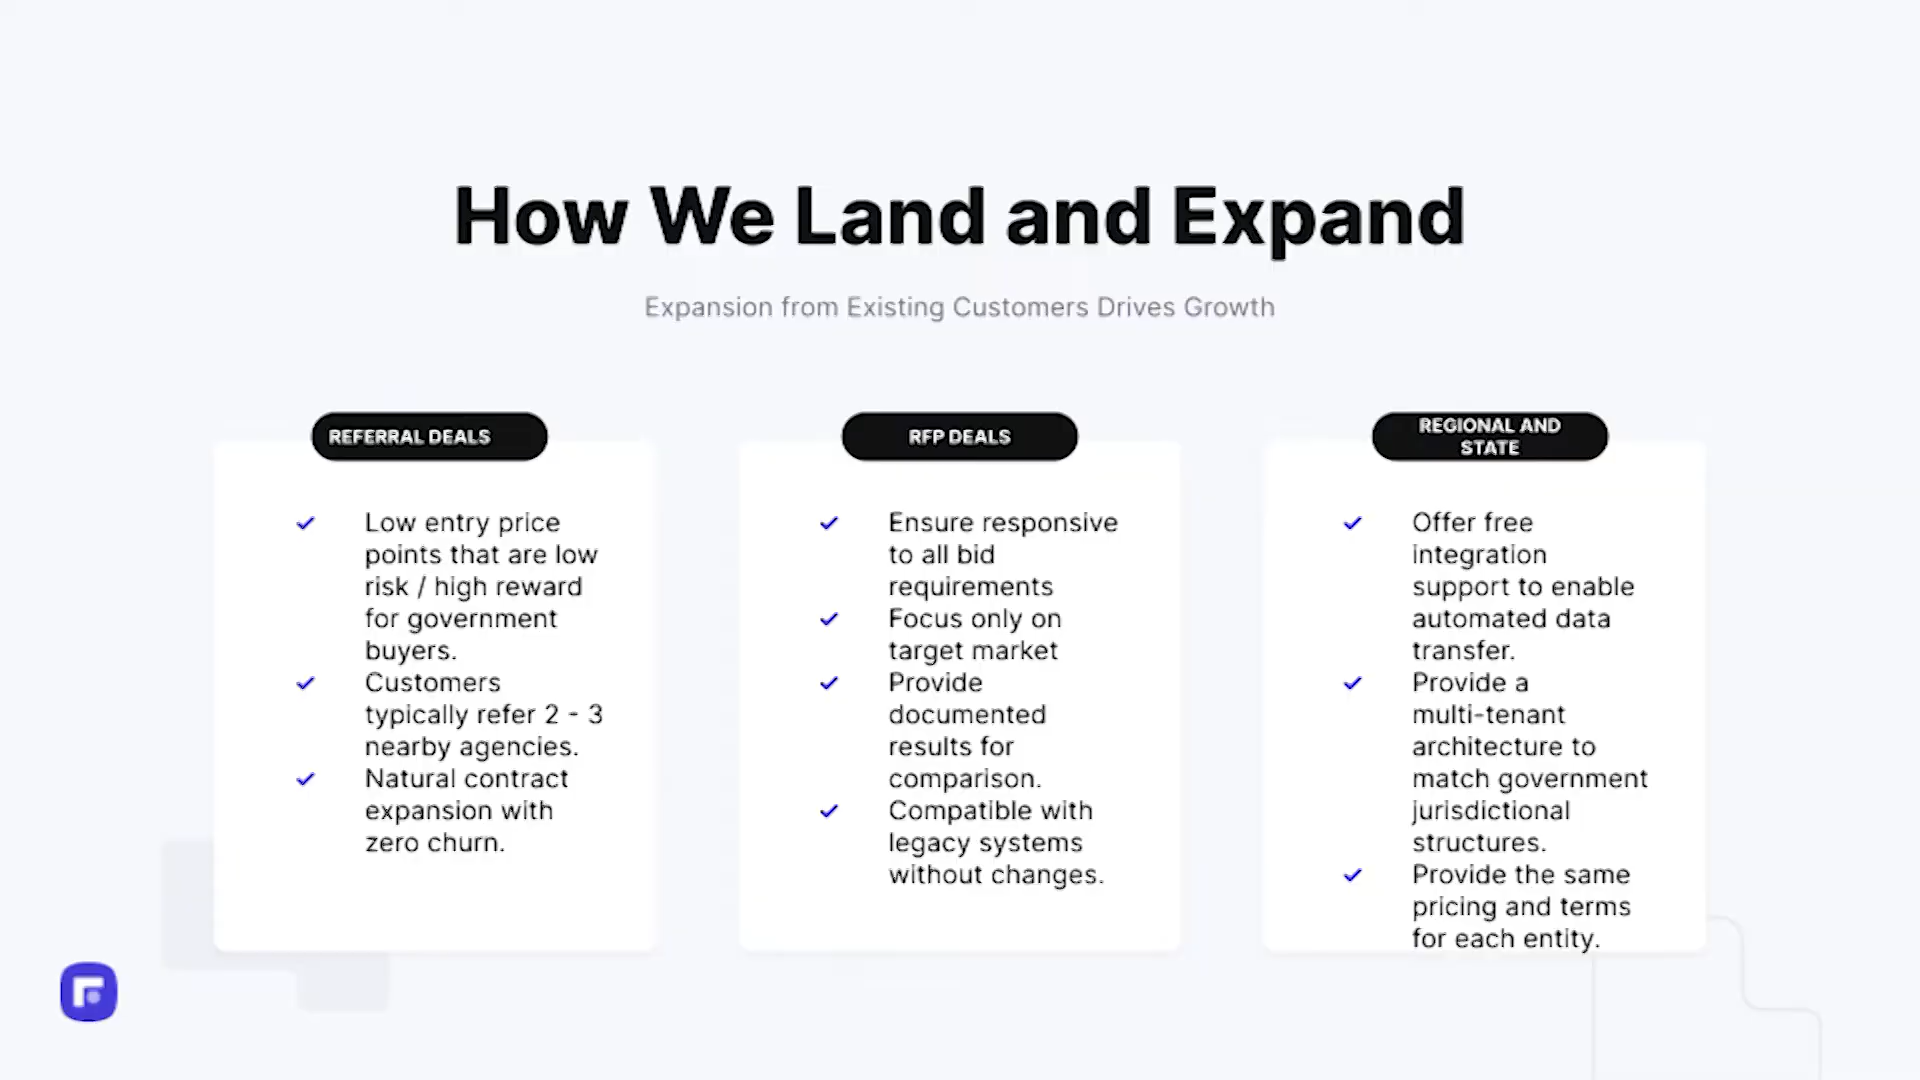 How We Land and Expand
Expansion from Existing Customers Drives Growth
REFERRAL DEALS
Low entry price
points that are low
risk / high reward
for government
buyers.
Customers
typically refer 2 - 3
nearby agencies.
Natural contract
expansion with
zero churn.
RFP DEALS
Ensure responsive
to all bid
requirements
Focus only on
target market
Provide
documented
results for
comparison.
Compatible with
legacy systems
without changes.
REGIONAL AND
STATE
Offer free
integration
support to enable
automated data
transfer.
Provide a
multi-tenant
architecture to
match government
jurisdictional
structures.
Provide the same
pricing and terms
for each entity.